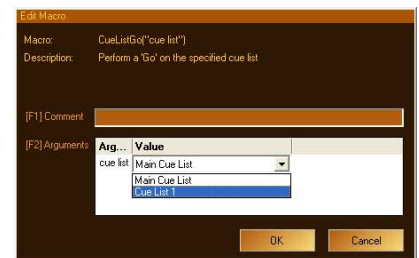 Edit Macro
Macro: CueListGo("cue list")
Description: Perform a 'Go' on the specified cue list
[F1] Comment
[F2] Arguments Arg... Value
cue list Main Cue List
Main Cue List
Cue List 1
OK Cancel